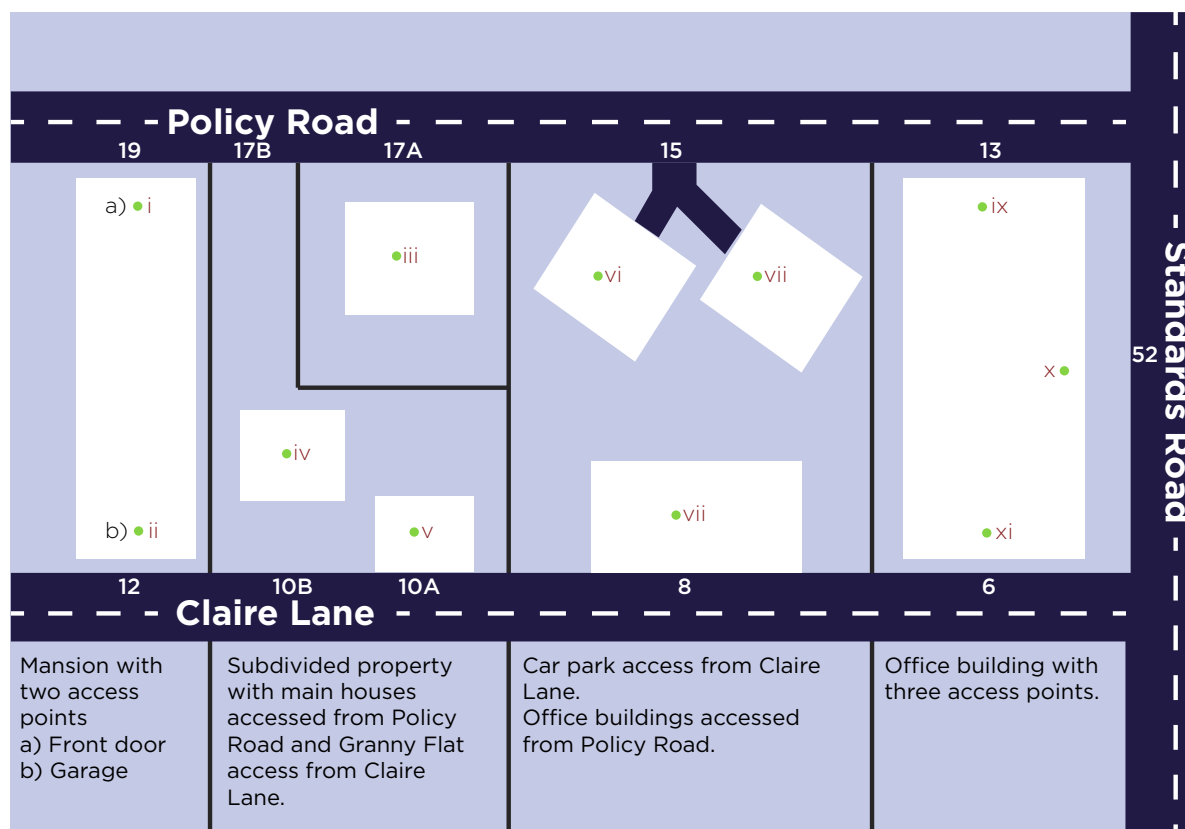 Policy Road
19
17B
17A
15
13
a) i
iii
vi
vii
ix
x
52
Standards Road
iv
b) ii
v
vii
xi
12
10B
10A
8
6
Claire Lane
Mansion with
two access
points
a) Front door
b) Garage
Subdivided property
with main houses
accessed from Policy
Road and Granny Flat
access from Claire
Lane.
Car park access from Claire
Lane.
Office buildings accessed
from Policy Road.
Office building with
three access points.